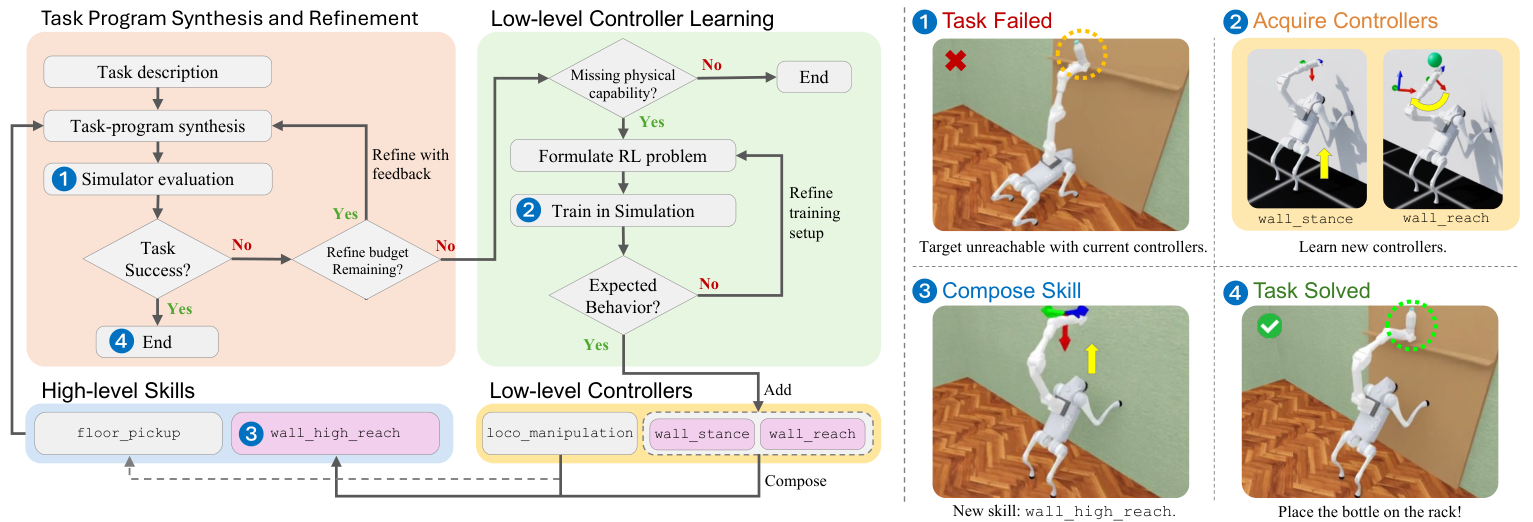 Task Program Synthesis and Refinement
Task description
Task-program synthesis
1 Simulator evaluation
Refine with
feedback
Yes
Task
Success?
No
Refine budget
Remaining?
No
Yes
4 End
High-level Skills
floor_pickup
3 wall_high_reach
Low-level Controller Learning
Missing physical
capability?
No
End
Yes
Formulate RL problem
2 Train in Simulation
Refine
training
setup
Expected
Behavior?
No
Yes
Add
Low-level Controllers
loco_manipulation
wall_stance
wall_reach
Compose
1 Task Failed
Target unreachable with current controllers.
2 Acquire Controllers
wall_stance
wall_reach
Learn new controllers.
3 Compose Skill
New skill: wall_high_reach.
4 Task Solved
Place the bottle on the rack!